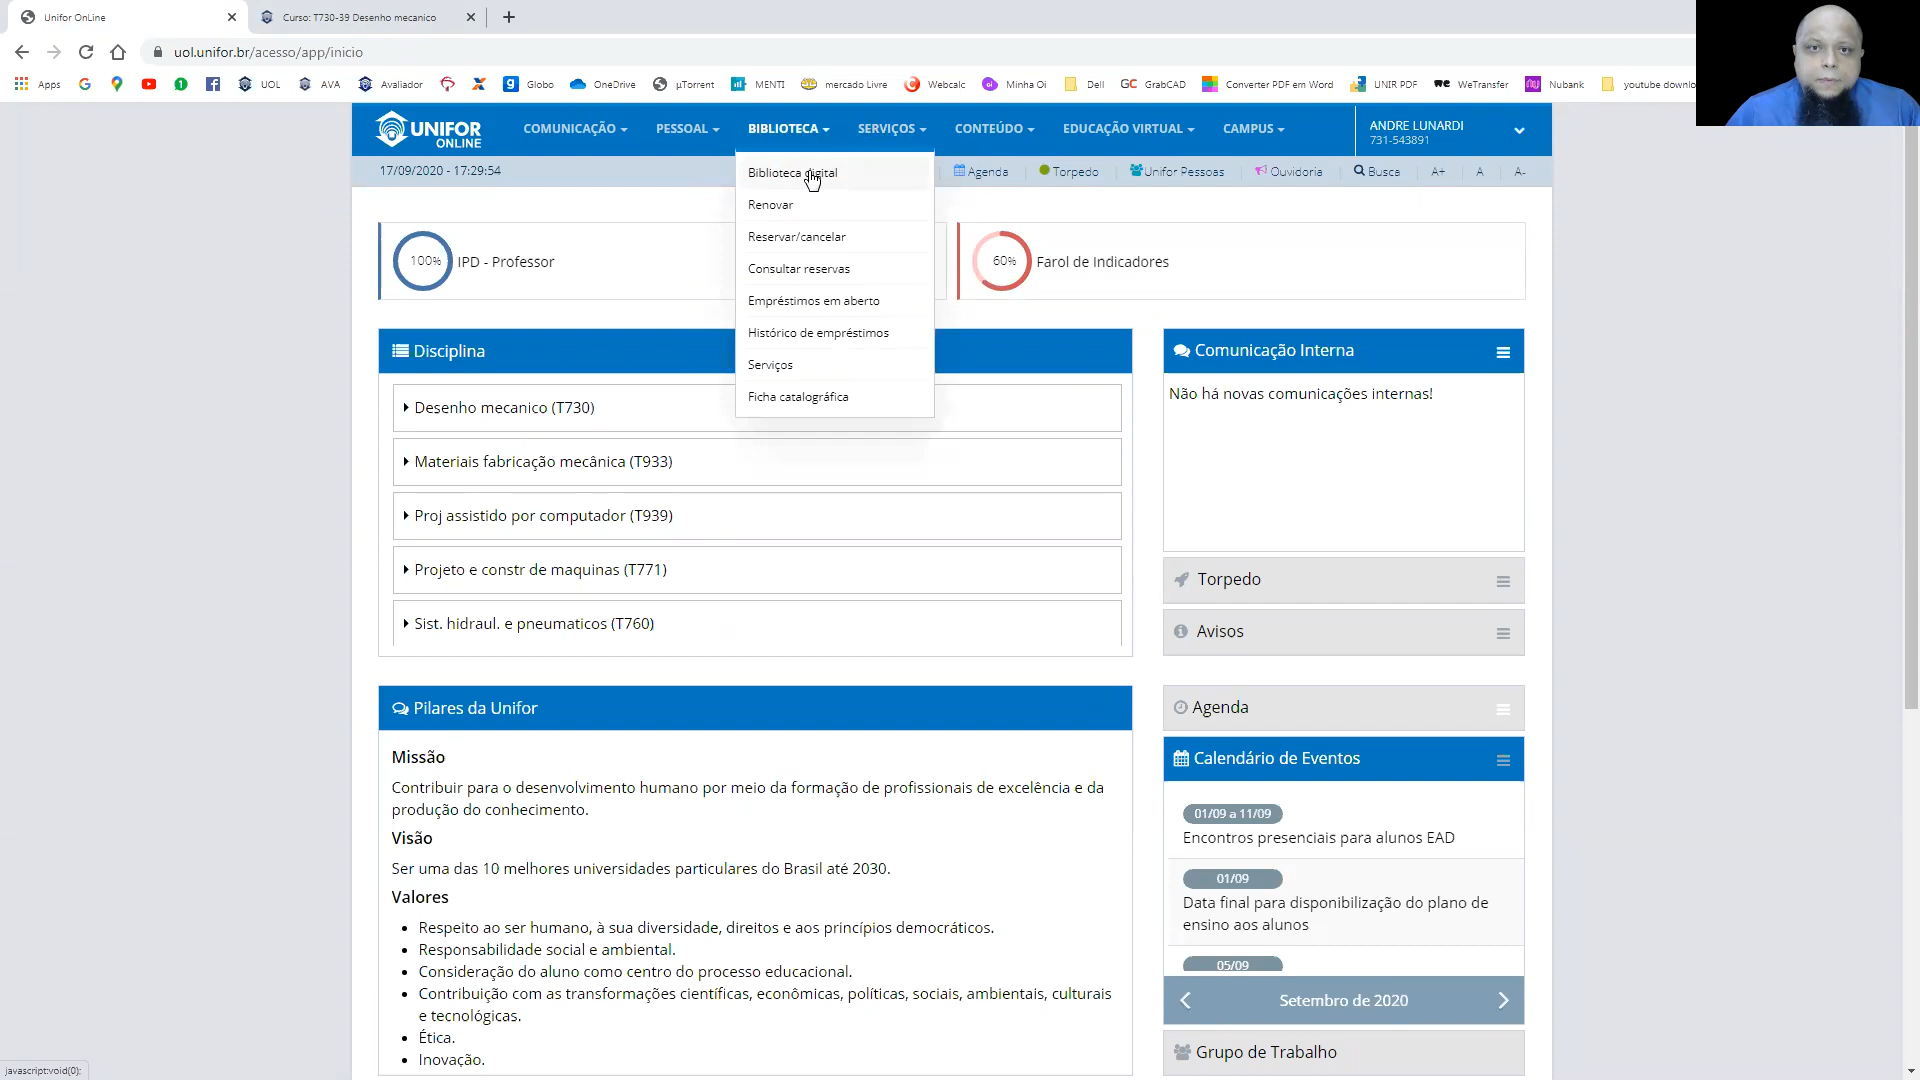 Unifor OnLine
Curso: T730-39 Desenho mecanico
uol.unifor.br/acesso/app/inicio
Apps
UOL
AVA
Avaliador
Globo
OneDrive
µTorrent
MENTI
mercado Livre
Webcalc
Minha Oi
Dell
GrabCAD
Converter PDF em Word
UNIR PDF
WeTransfer
Nubank
youtube downlo
UNIFOR ONLINE
COMUNICAÇÃO
PESSOAL
BIBLIOTECA
SERVIÇOS
CONTEÚDO
EDUCAÇÃO VIRTUAL
CAMPUS
ANDRE LUNARDI
731-543891
17/09/2020 - 17:29:54
Agenda
Torpedo
Unifor Pessoas
Ouvidoria
Busca
A+
A
A-
Biblioteca digital
Renovar
Reservar/cancelar
Consultar reservas
Empréstimos em aberto
Histórico de empréstimos
Serviços
Ficha catalográfica
100%
IPD - Professor
60%
Farol de Indicadores
Disciplina
Desenho mecanico (T730)
Materiais fabricação mecânica (T933)
Proj assistido por computador (T939)
Projeto e constr de maquinas (T771)
Sist. hidraul. e pneumaticos (T760)
Comunicação Interna
Não há novas comunicações internas!
Torpedo
Avisos
Pilares da Unifor
Missão
Contribuir para o desenvolvimento humano por meio da formação de profissionais de excelência e da
produção do conhecimento.
Visão
Ser uma das 10 melhores universidades particulares do Brasil até 2030.
Valores
Respeito ao ser humano, à sua diversidade, direitos e aos princípios democráticos.
Responsabilidade social e ambiental.
Consideração do aluno como centro do processo educacional.
Contribuição com as transformações científicas, econômicas, políticas, sociais, ambientais, culturais
e tecnológicas.
Ética.
Inovação.
Agenda
Calendário de Eventos
01/09 a 11/09
Encontros presenciais para alunos EAD
01/09
Data final para disponibilização do plano de
ensino aos alunos
05/09
Setembro de 2020
Grupo de Trabalho
javascript:void(0);